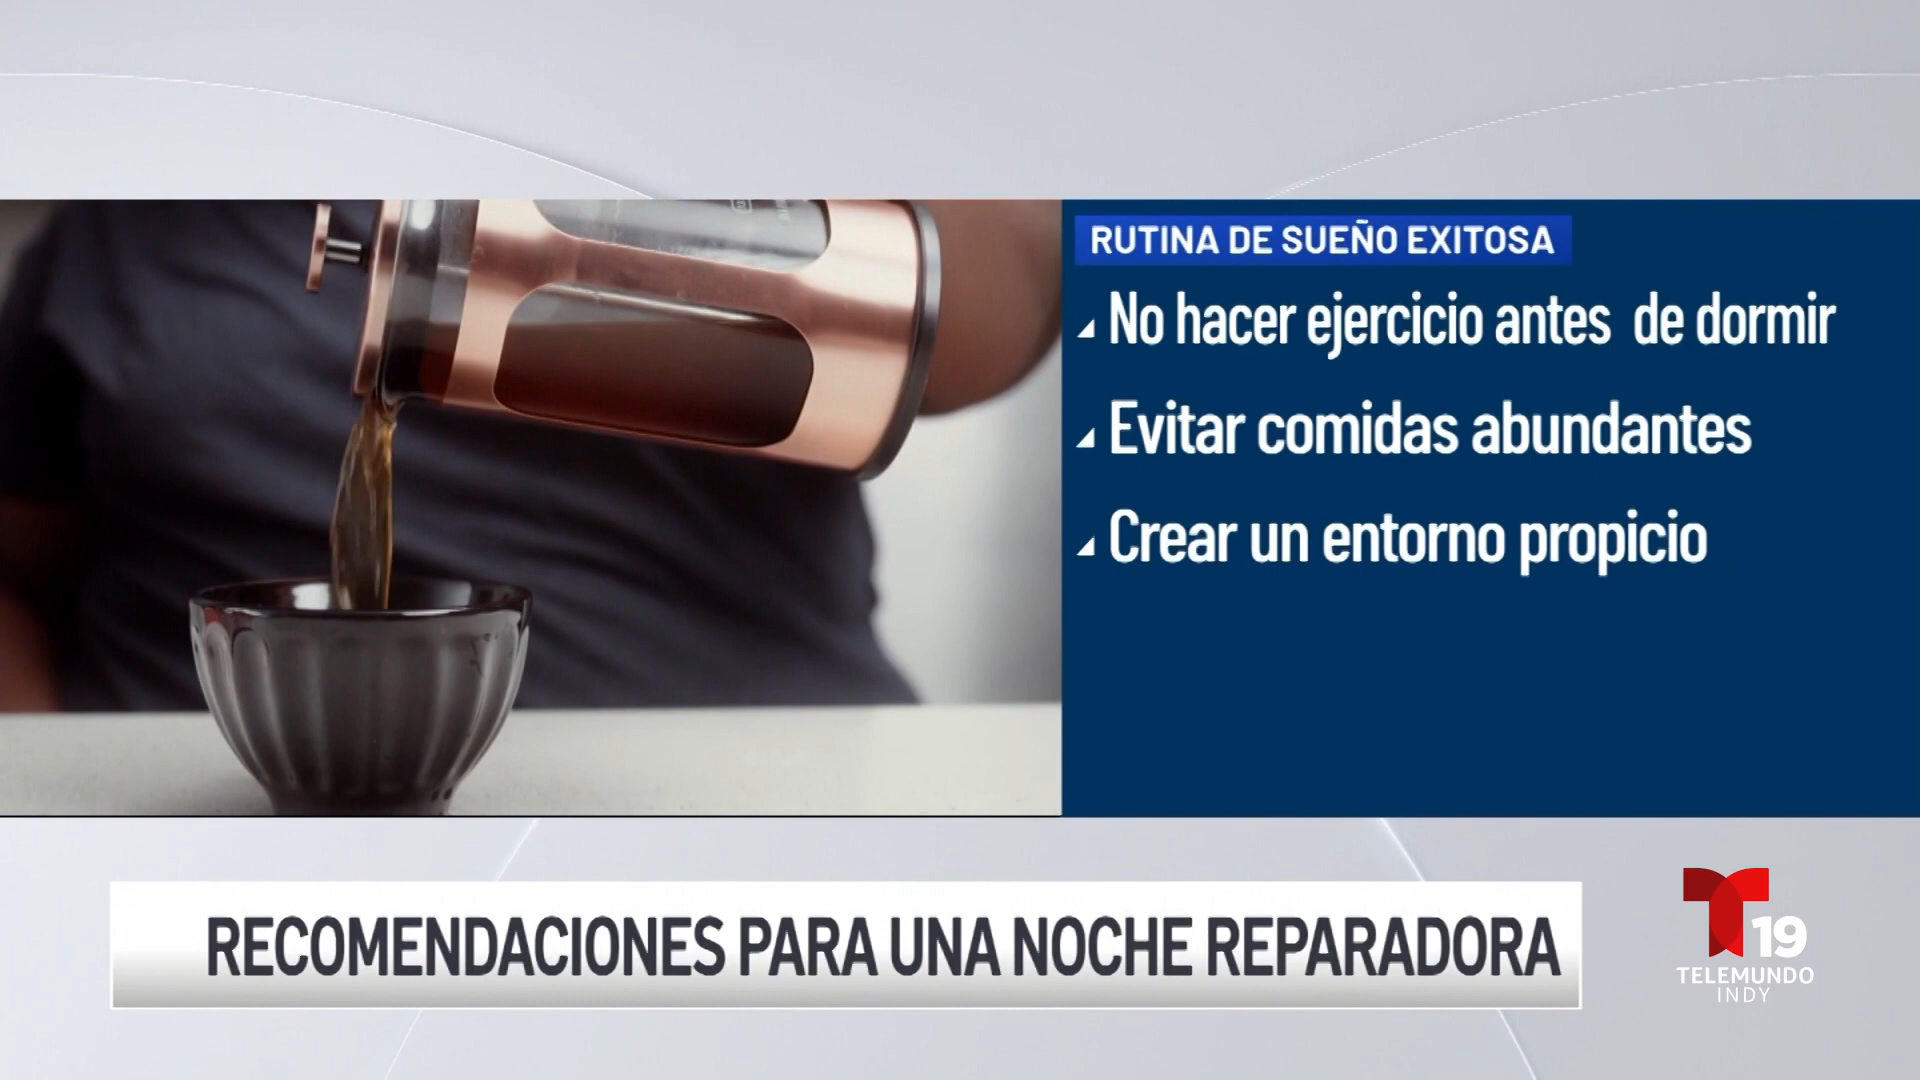 RUTINA DE SUEÑO EXITOSA
No hacer ejercicio antes de dormir
Evitar comidas abundantes
Crear un entorno propicio
RECOMENDACIONES PARA UNA NOCHE REPARADORA
19
TELEMUNDO
INDY